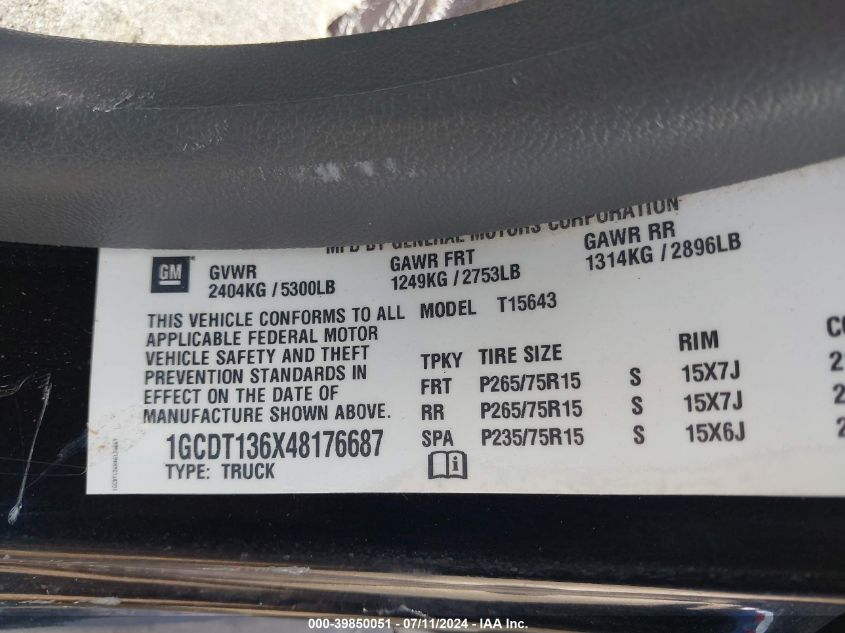 MFD BY GENERAL MOTORS CORPORATION
GM
GVWR GAWR FRT GAWR RR
2404KG / 5300LB 1249KG / 2753LB 1314KG / 2896LB
THIS VEHICLE CONFORMS TO ALL
APPLICABLE FEDERAL MOTOR
VEHICLE SAFETY AND THEFT
PREVENTION STANDARDS IN
EFFECT ON THE DATE OF
MANUFACTURE SHOWN ABOVE.
1GCDT136X48176687
TYPE: TRUCK
MODEL T15643
TPKY TIRE SIZE RIM
FRT P265/75R15 S 15X7J
RR P265/75R15 S 15X7J
SPA P235/75R15 S 15X6J
000-39850051 - 07/11/2024 - IAA Inc.